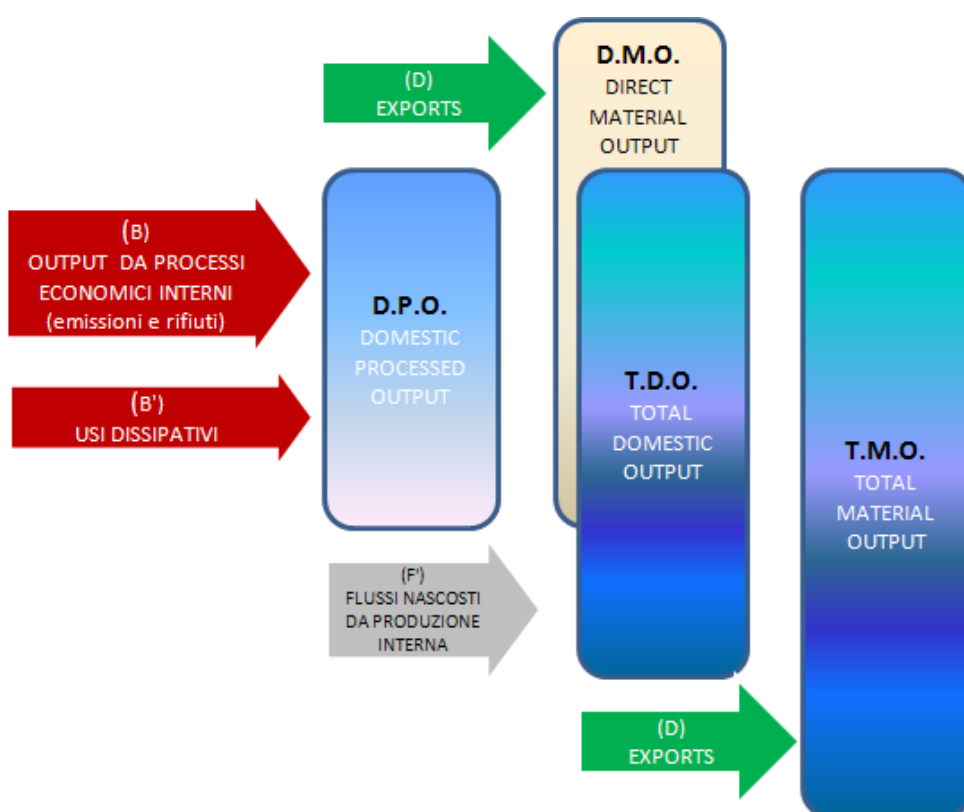 (D)
EXPORTS
D.M.O.
DIRECT
MATERIAL
OUTPUT
(B)
OUTPUT DA PROCESSI
ECONOMICI INTERNI
(emissioni e rifiuti)
(B')
USI DISSIPATIVI
D.P.O.
DOMESTIC
PROCESSED
OUTPUT
T.D.O.
TOTAL
DOMESTIC
OUTPUT
T.M.O.
TOTAL
MATERIAL
OUTPUT
(F')
FLUSSI NASCOSTI
DA PRODUZIONE
INTERNA
(D)
EXPORTS